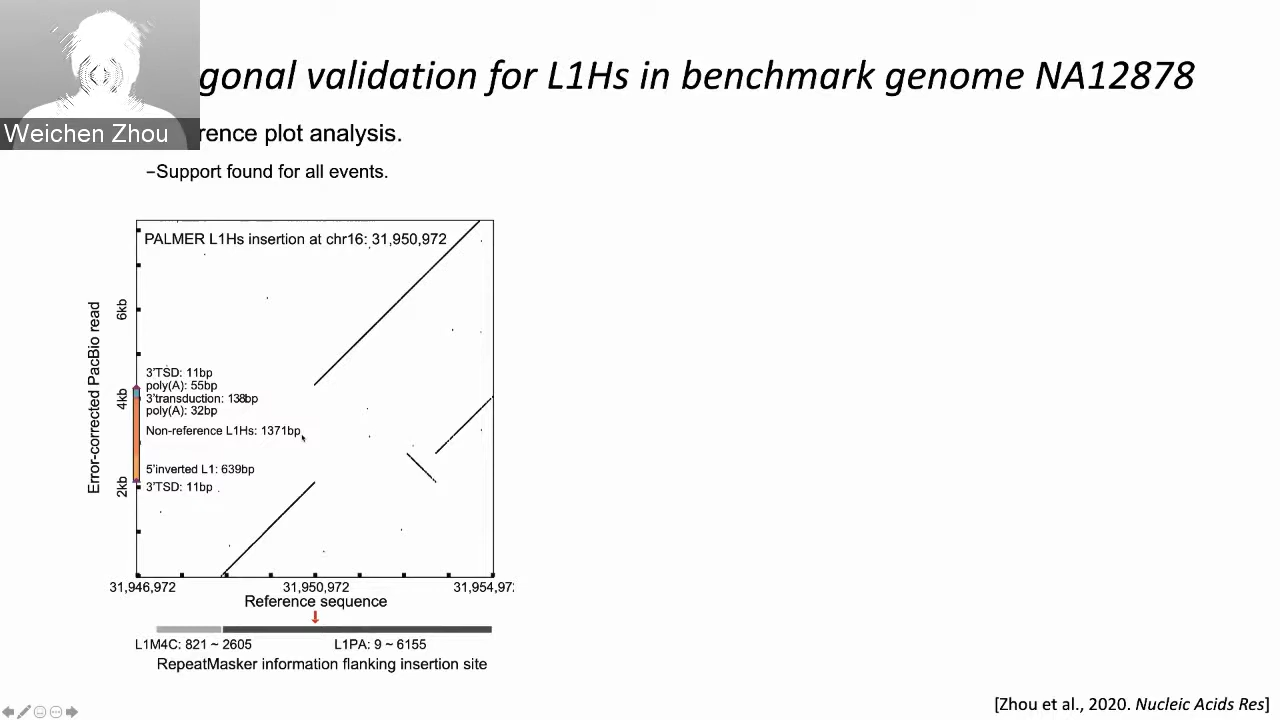 gonal validation for L1Hs in benchmark genome NA12878
Weichen Zhou
rence plot analysis.
–Support found for all events.
PALMER L1Hs insertion at chr16: 31,950,972
Error-corrected PacBio read
6kb
4kb
2kb
3'TSD: 11bp
poly(A): 55bp
3'transduction: 138bp
poly(A): 32bp
Non-reference L1Hs: 1371bp
5'inverted L1: 639bp
3'TSD: 11bp
31,946,972 31,950,972 31,954,97
Reference sequence
L1M4C: 821 ~ 2605 L1PA: 9 ~ 6155
RepeatMasker information flanking insertion site
[Zhou et al., 2020. Nucleic Acids Res]